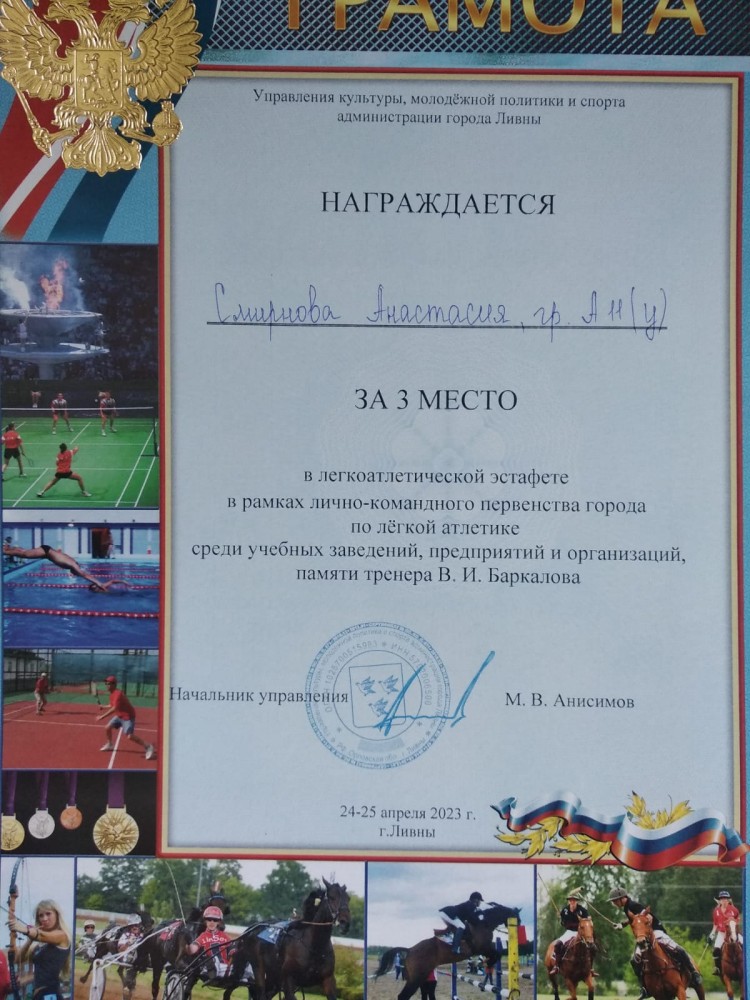 ГРАМОТА
Управления культуры, молодёжной политики и спорта
администрации города Ливны
НАГРАЖДАЕТСЯ
Смирнова Анастасия, гр. А 11(у)
ЗА 3 МЕСТО
в легкоатлетической эстафете
в рамках лично-командного первенства города
по лёгкой атлетике
среди учебных заведений, предприятий и организаций,
памяти тренера В. И. Баркалова
Начальник управления М. В. Анисимов
24-25 апреля 2023 г.
г.Ливны